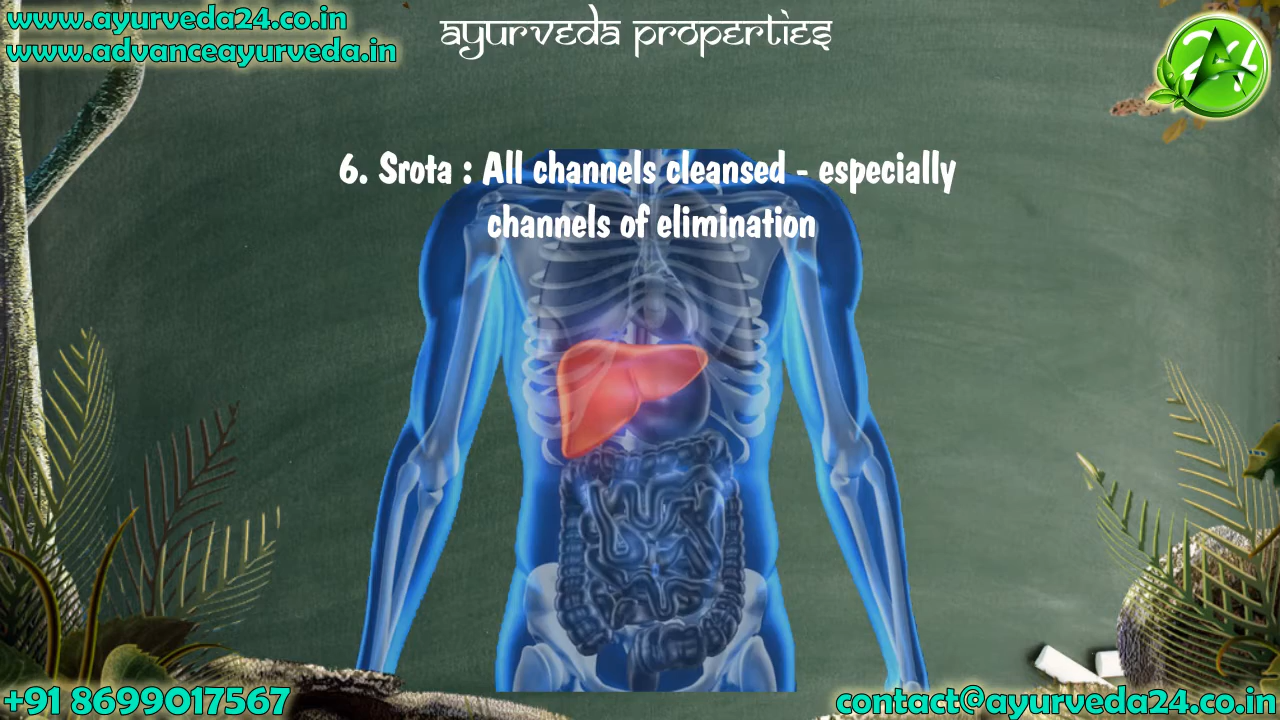 www.ayurveda24.co.in
www.advanceayurveda.in
ayurveda properties
24
6. Srota : All channels cleansed - especially
channels of elimination
+91 8699017567
contact@ayurveda24.co.in